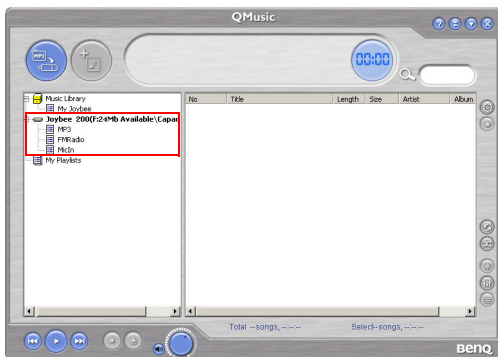 QMusic
MP3
00:00
Music Library
My Joybee
Joybee 200(F:24Mb Available\Capac
MP3
FMRadio
MicIn
My Playlists
No Title Length Size Artist Album
Total --songs,--:--:-- Select--songs,--:--:--
BenQ